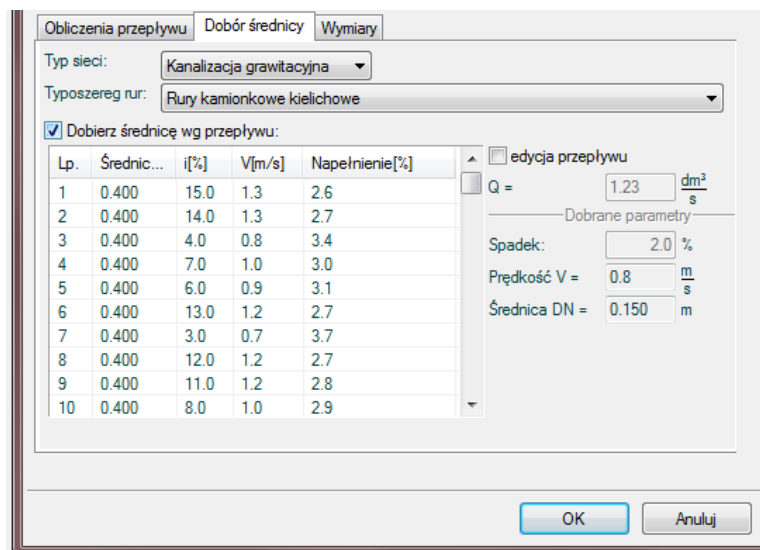 Obliczenia przepływu Dobór średnicy Wymiary
Typ sieci: Kanalizacja grawitacyjna
Typoszereg rur: Rury kamionkowe kielichowe
Dobierz średnicę wg przepływu:
Lp. Średnic... i[%] V[m/s] Napełnienie[%]
1 0.400 15.0 1.3 2.6
2 0.400 14.0 1.3 2.7
3 0.400 4.0 0.8 3.4
4 0.400 7.0 1.0 3.0
5 0.400 6.0 0.9 3.1
6 0.400 13.0 1.2 2.7
7 0.400 3.0 0.7 3.7
8 0.400 12.0 1.2 2.7
9 0.400 11.0 1.2 2.8
10 0.400 8.0 1.0 2.9
edycja przepływu
Q = 1.23 dm³/s
Dobrane parametry
Spadek: 2.0 %
Prędkość V = 0.8 m/s
Średnica DN = 0.150 m
OK Anuluj